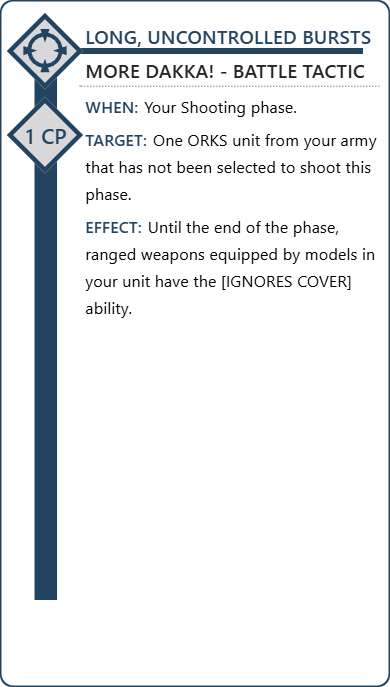 LONG, UNCONTROLLED BURSTS
MORE DAKKA! - BATTLE TACTIC
WHEN: Your Shooting phase.
1 CP
TARGET: One ORKS unit from your army
that has not been selected to shoot this
phase.
EFFECT: Until the end of the phase,
ranged weapons equipped by models in
your unit have the [IGNORES COVER]
ability.